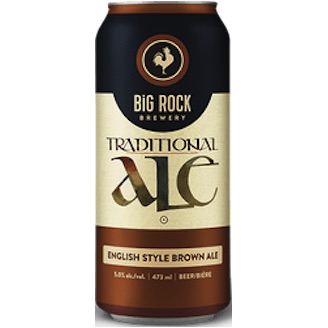 BiG ROCK
BREWERY
TRADITIONAL
ALE
ENGLISH STYLE BROWN ALE
5.0% alc./vol. | 473 ml | BEER/BIÈRE